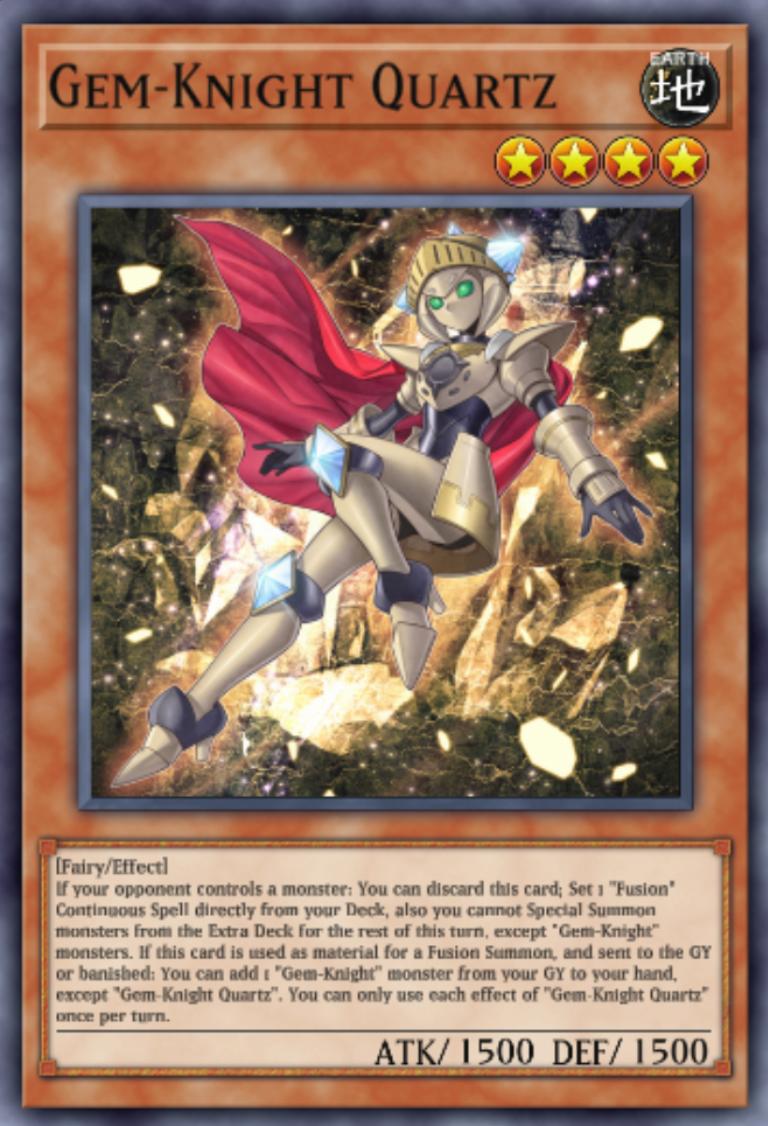 Gem-Knight Quartz
EARTH
地
[Fairy/Effect]
If your opponent controls a monster: You can discard this card; Set 1 "Fusion"
Continuous Spell directly from your Deck, also you cannot Special Summon
monsters from the Extra Deck for the rest of this turn, except "Gem-Knight"
monsters. If this card is used as material for a Fusion Summon, and sent to the GY
or banished: You can add 1 "Gem-Knight" monster from your GY to your hand,
except "Gem-Knight Quartz". You can only use each effect of "Gem-Knight Quartz"
once per turn.
ATK/ 1500 DEF/ 1500